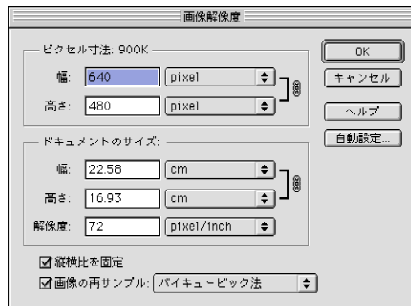 画像解像度
ピクセル寸法: 900K
幅: 640 pixel
高さ: 480 pixel
ドキュメントのサイズ:
幅: 22.58 cm
高さ: 16.93 cm
解像度: 72 pixel/inch
縦横比を固定
画像の再サンプル: バイキュービック法
OK
キャンセル
ヘルプ
自動設定...